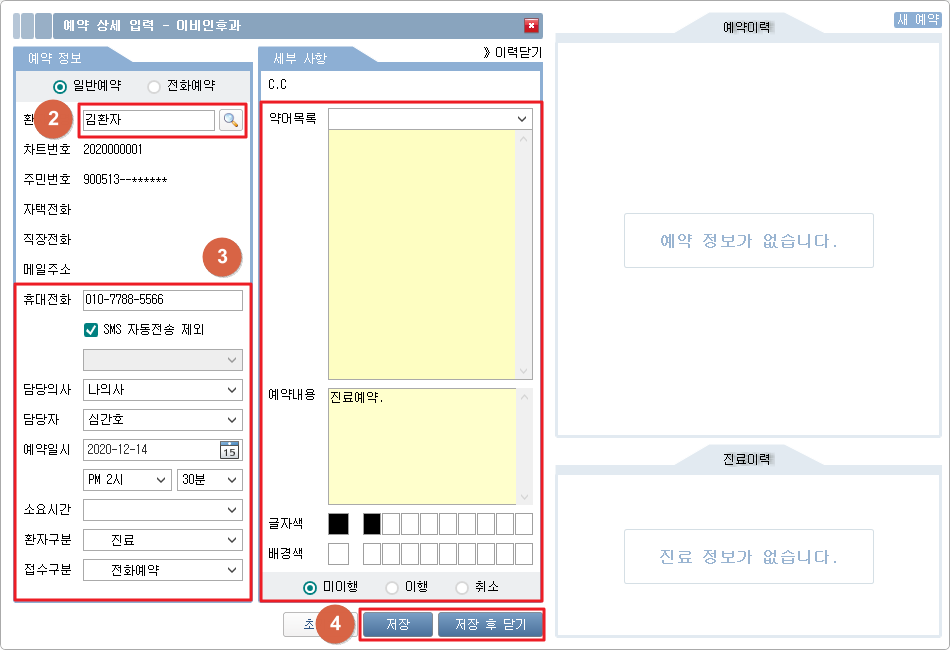 예약 상세 입력 - 이비인후과
예약 정보
일반예약 전화예약
2
김환자
차트번호 2020000001
주민번호 900513--******
자택전화
직장전화
3
메일주소
휴대전화 010-7788-5566
SMS 자동전송 제외
담당의사 나의사
담당자 심간호
예약일시 2020-12-14 15
PM 2시 30분
소요시간
환자구분 진료
접수구분 전화예약
세부 사항
》이력닫기
C.C
약어목록
예약내용 진료예약.
글자색
배경색
미이행 이행 취소
4 저장 저장 후 닫기
예약이력
새 예약
예약 정보가 없습니다.
진료이력
진료 정보가 없습니다.